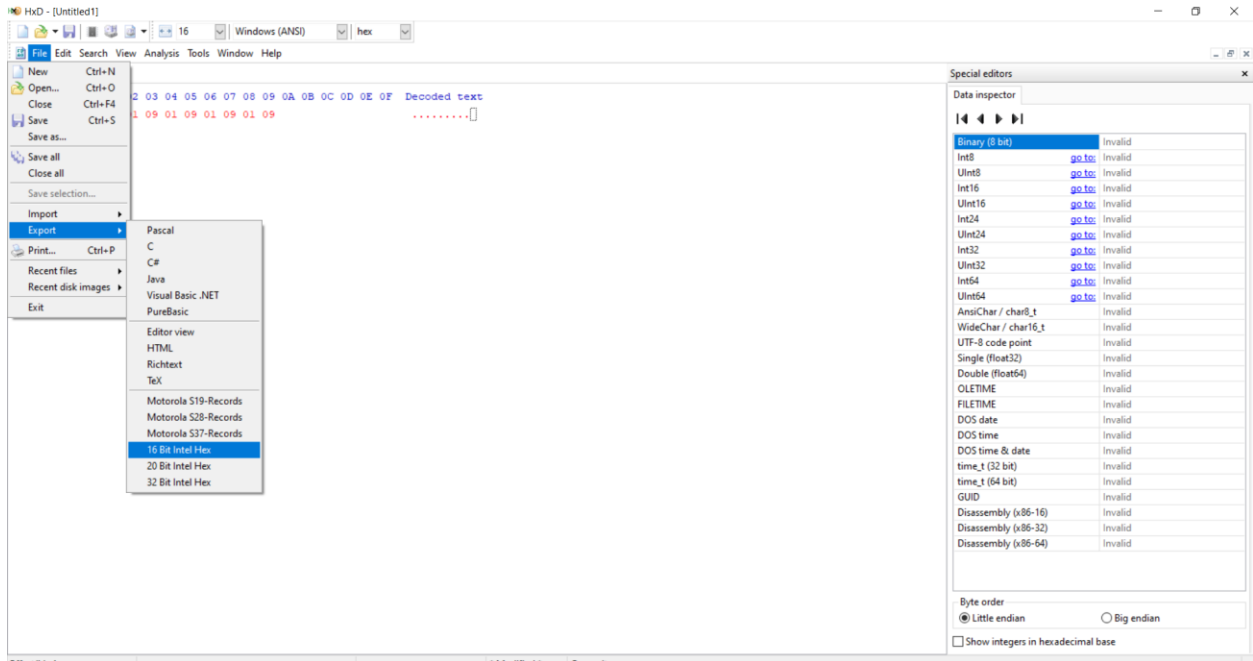 HxD - [Untitled1]
16 Windows (ANSI) hex
File Edit Search View Analysis Tools Window Help
New Ctrl+N
Open... Ctrl+O
Close Ctrl+F4
Save Ctrl+S
Save as...
Save all
Close all
Save selection...
Import
Export
Print... Ctrl+P
Recent files
Recent disk images
Exit
Pascal
C
C#
Java
Visual Basic .NET
PureBasic
Editor view
HTML
Richtext
TeX
Motorola S19-Records
Motorola S28-Records
Motorola S37-Records
16 Bit Intel Hex
20 Bit Intel Hex
32 Bit Intel Hex
03 04 05 06 07 08 09 0A 0B 0C 0D 0E 0F Decoded text
09 01 09 01 09 01 09 .........
Special editors
Data inspector
Binary (8 bit) Invalid
Int8 go to: Invalid
UInt8 go to: Invalid
Int16 go to: Invalid
UInt16 go to: Invalid
Int24 go to: Invalid
UInt24 go to: Invalid
Int32 go to: Invalid
UInt32 go to: Invalid
Int64 go to: Invalid
UInt64 go to: Invalid
AnsiChar / char8_t Invalid
WideChar / char16_t Invalid
UTF-8 code point Invalid
Single (float32) Invalid
Double (float64) Invalid
OLETIME Invalid
FILETIME Invalid
DOS date Invalid
DOS time Invalid
DOS time & date Invalid
time_t (32 bit) Invalid
time_t (64 bit) Invalid
GUID Invalid
Disassembly (x86-16) Invalid
Disassembly (x86-32) Invalid
Disassembly (x86-64) Invalid
Byte order
Little endian Big endian
Show integers in hexadecimal base